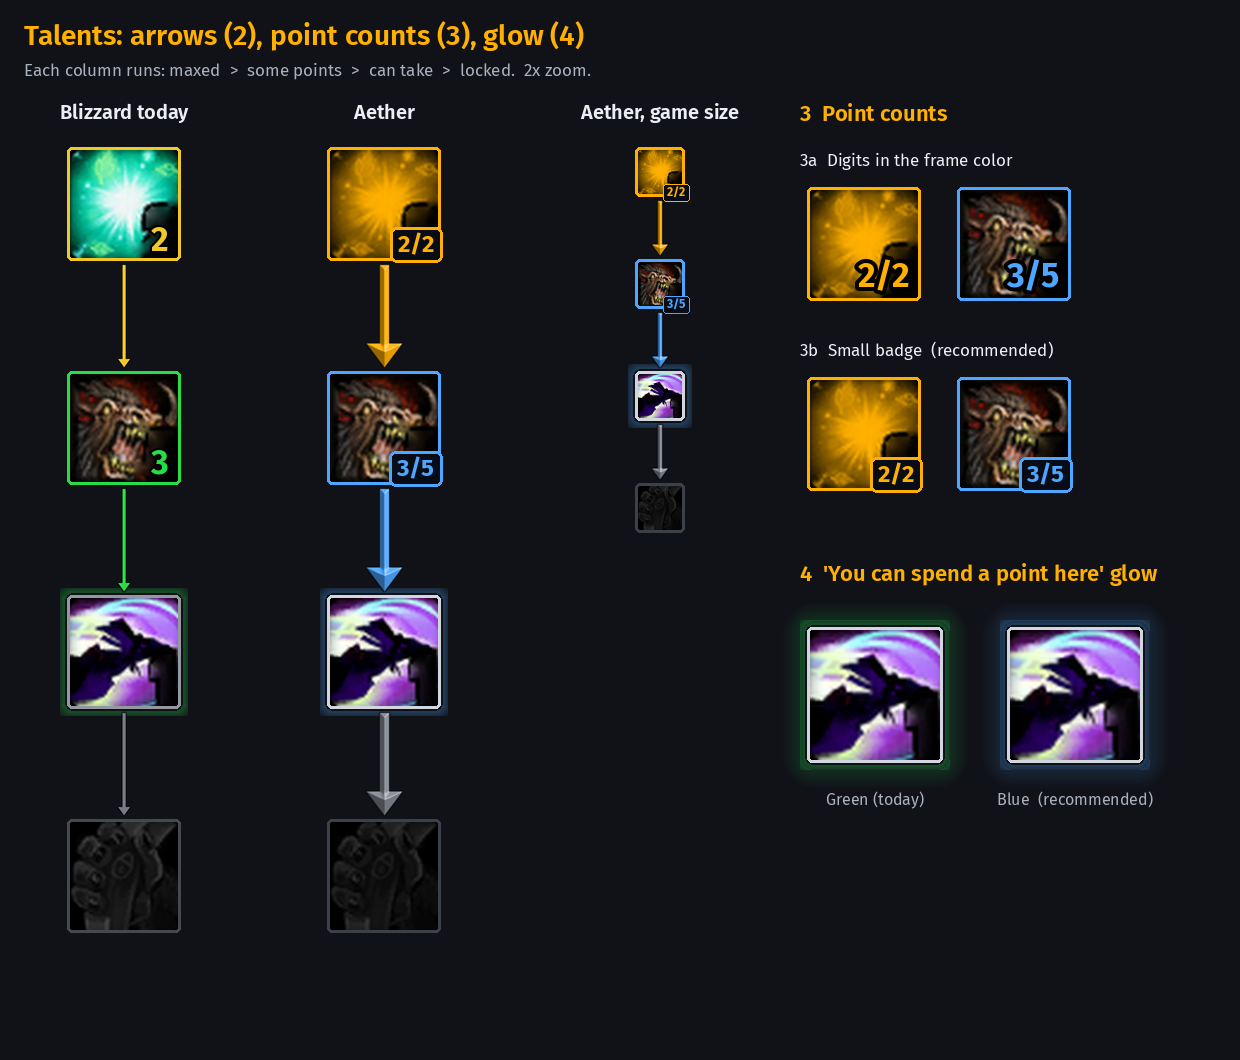 Talents: arrows (2), point counts (3), glow (4)
Each column runs: maxed > some points > can take > locked. 2x zoom.
Blizzard today
Aether
Aether, game size
2
2/2
2/2
3
3/5
3/5
3 Point counts
3a Digits in the frame color
2/2
3/5
3b Small badge (recommended)
2/2
3/5
4 'You can spend a point here' glow
Green (today)
Blue (recommended)